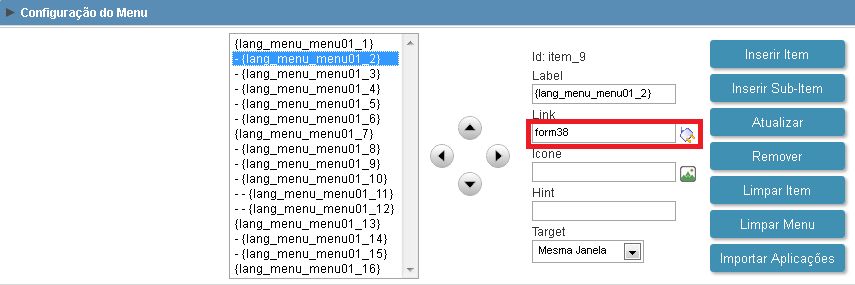 Configuração do Menu
{lang_menu_menu01_1}
- {lang_menu_menu01_2}
- {lang_menu_menu01_3}
- {lang_menu_menu01_4}
- {lang_menu_menu01_5}
- {lang_menu_menu01_6}
{lang_menu_menu01_7}
- {lang_menu_menu01_8}
- {lang_menu_menu01_9}
- {lang_menu_menu01_10}
- - {lang_menu_menu01_11}
- - {lang_menu_menu01_12}
{lang_menu_menu01_13}
- {lang_menu_menu01_14}
- {lang_menu_menu01_15}
{lang_menu_menu01_16}
Id: item_9
Label
{lang_menu_menu01_2}
Link
form38
Icone
Hint
Target
Mesma Janela
Inserir Item
Inserir Sub-Item
Atualizar
Remover
Limpar Item
Limpar Menu
Importar Aplicações